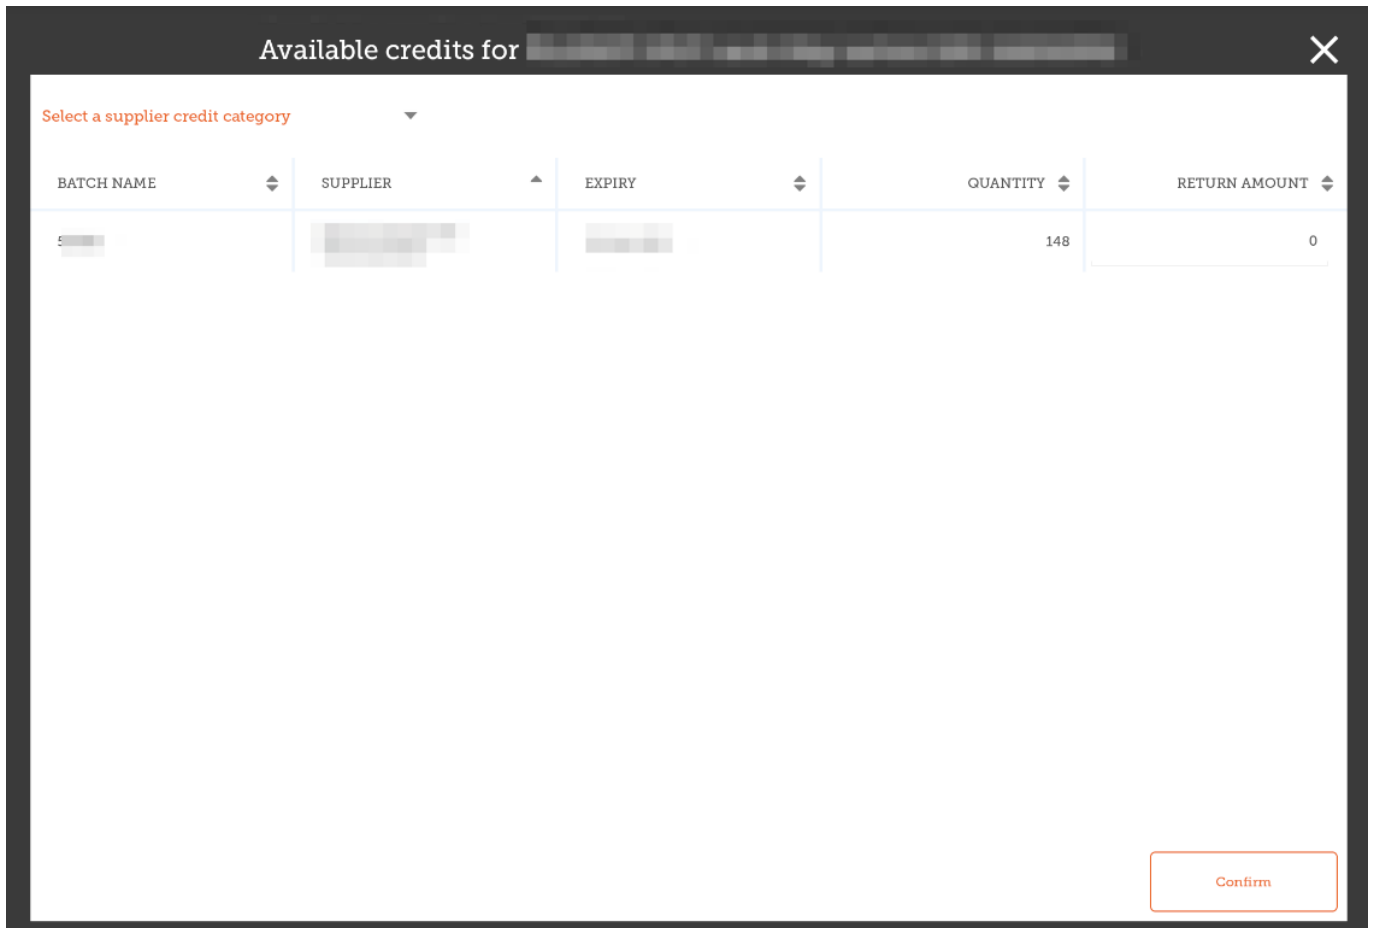 Available credits for
Select a supplier credit category
BATCH NAME SUPPLIER EXPIRY QUANTITY RETURN AMOUNT
148 0
Confirm